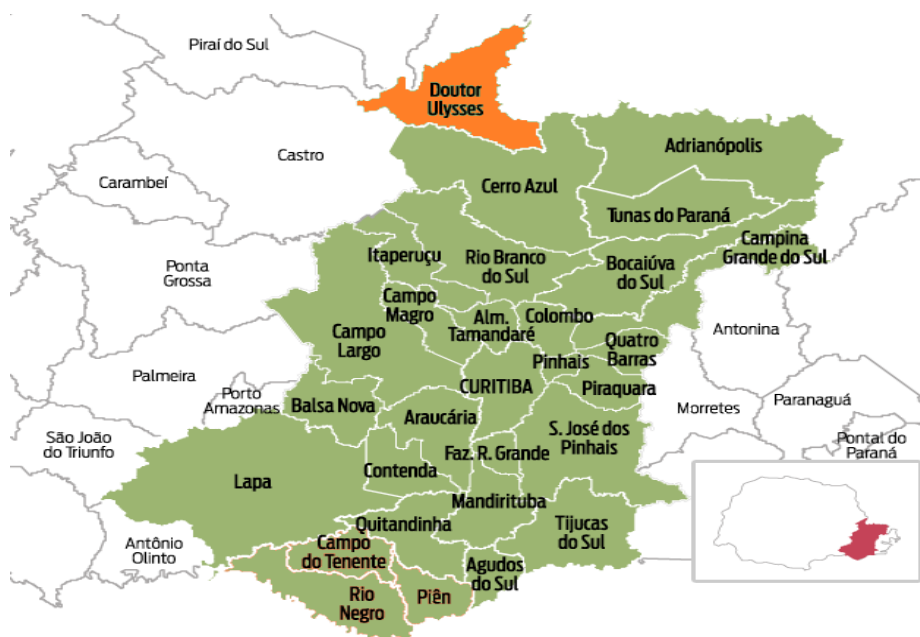 Piraí do Sul
Doutor
Ulysses
Castro
Adrianópolis
Carambeí
Cerro Azul
Tunas do Paraná
Campina
Grande do Sul
Itaperuçu
Rio Branco
do Sul
Bocaiúva
do Sul
Ponta
Grossa
Campo
Magro
Alm.
Tamandaré
Colombo
Antonina
Campo
Largo
Quatro
Barras
Pinhais
Palmeira
CURITIBA
Piraquara
Porto
Amazonas
Balsa Nova
Paranaguá
Morretes
Araucária
São João
do Triunfo
S. José dos
Pinhais
Pontal do
Paraná
Faz. R. Grande
Contenda
Lapa
Mandirituba
Quitandinha
Tijucas
do Sul
Antônio
Olinto
Campo
do Tenente
Agudos
do Sul
Rio
Negro
Piên